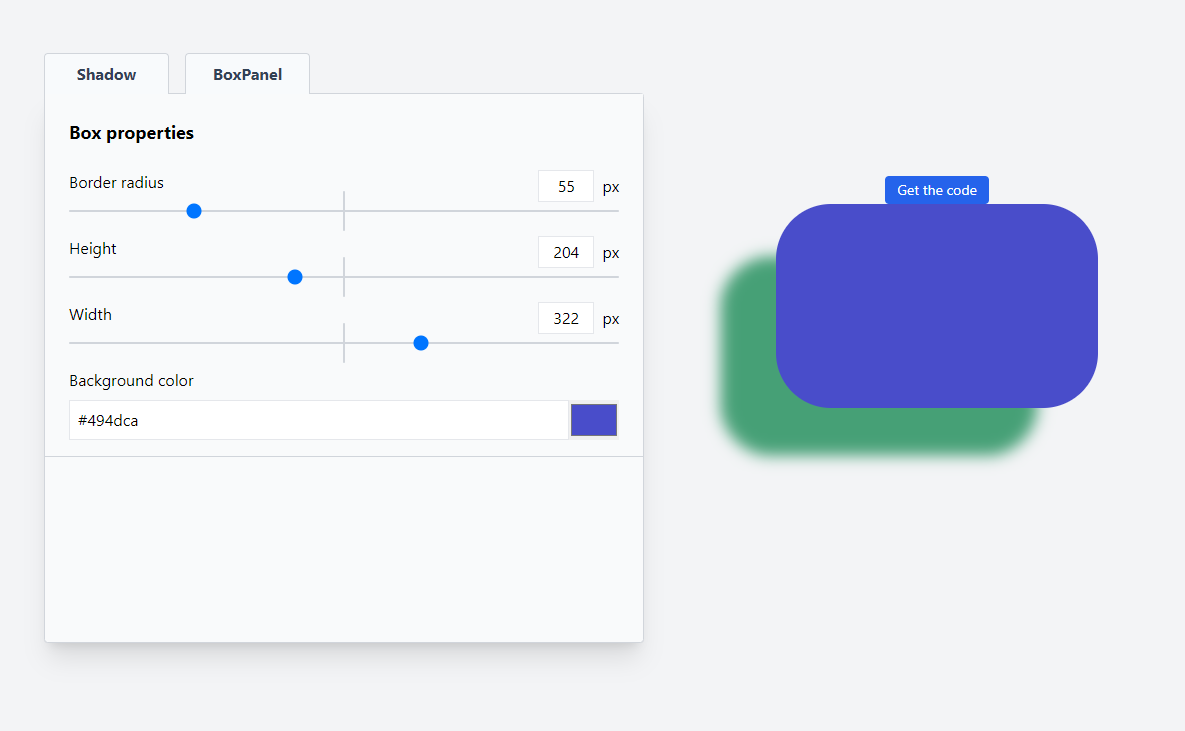 Shadow
BoxPanel
Box properties
Border radius
55 px
Height
204 px
Width
322 px
Background color
#494dca
Get the code